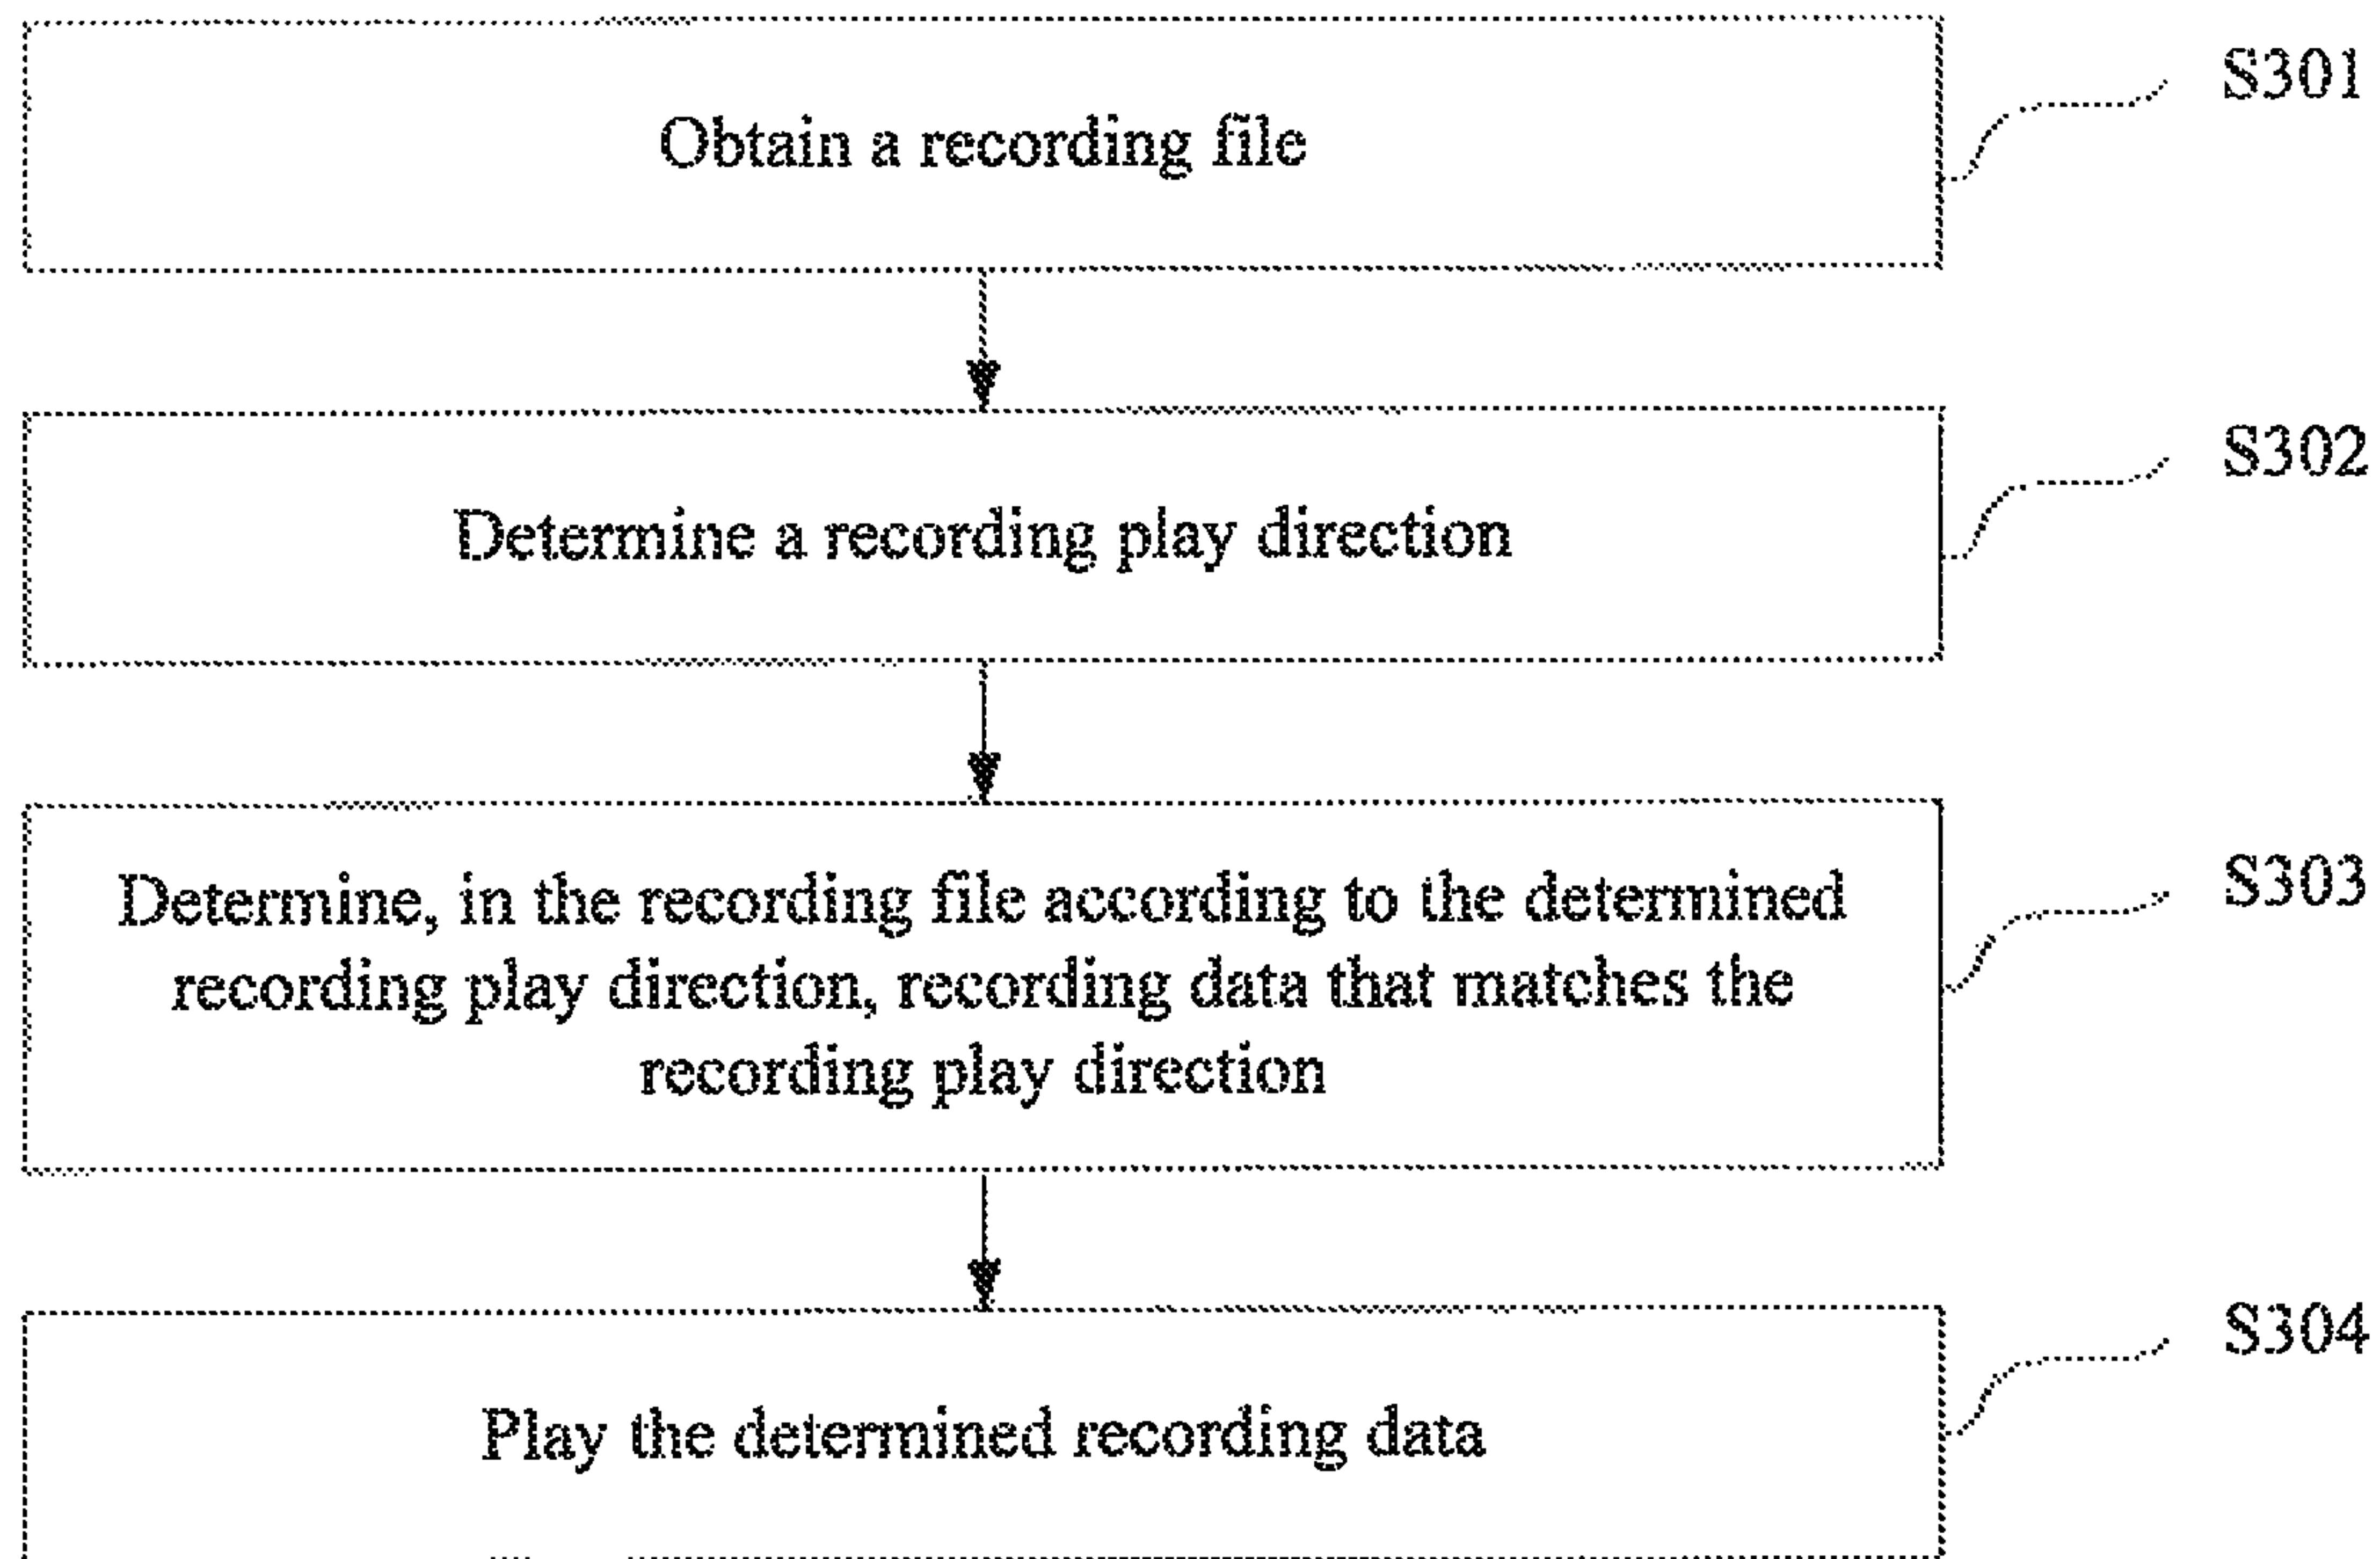 Obtain a recording file
S301
Determine a recording play direction
S302
Determine, in the recording file according to the determined
recording play direction, recording data that matches the
recording play direction
S303
Play the determined recording data
S304